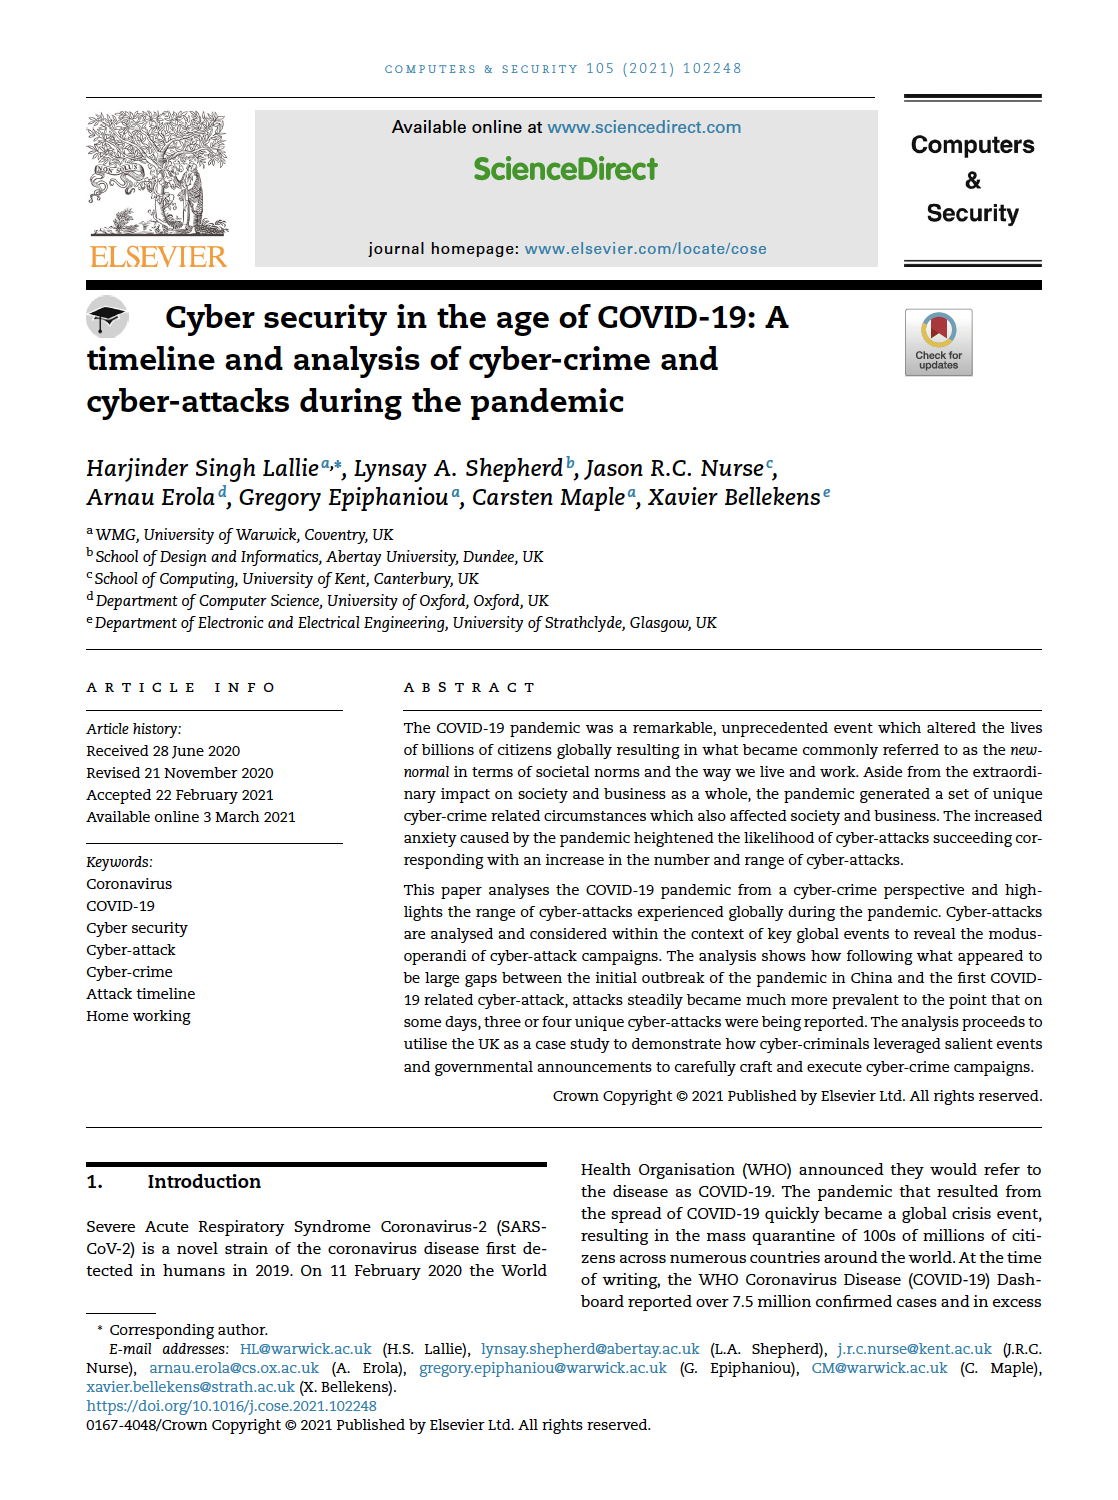 COMPUTERS & SECURITY 105 (2021) 102248
Available online at www.sciencedirect.com
ScienceDirect
journal homepage: www.elsevier.com/locate/cose
NON SOLUS
ELSEVIER
Computers
&
Security
Cyber security in the age of COVID-19: A
timeline and analysis of cyber-crime and
cyber-attacks during the pandemic
Check for
updates
Harjinder Singh Lallie a,*, Lynsay A. Shepherd b, Jason R.C. Nurse c,
Arnau Erola d, Gregory Epiphaniou a, Carsten Maple a, Xavier Bellekens e
a WMG, University of Warwick, Coventry, UK
b School of Design and Informatics, Abertay University, Dundee, UK
c School of Computing, University of Kent, Canterbury, UK
d Department of Computer Science, University of Oxford, Oxford, UK
e Department of Electronic and Electrical Engineering, University of Strathclyde, Glasgow, UK
ARTICLE INFO
Article history:
Received 28 June 2020
Revised 21 November 2020
Accepted 22 February 2021
Available online 3 March 2021
Keywords:
Coronavirus
COVID-19
Cyber security
Cyber-attack
Cyber-crime
Attack timeline
Home working
ABSTRACT
The COVID-19 pandemic was a remarkable, unprecedented event which altered the lives
of billions of citizens globally resulting in what became commonly referred to as the new-
normal in terms of societal norms and the way we live and work. Aside from the extraordi-
nary impact on society and business as a whole, the pandemic generated a set of unique
cyber-crime related circumstances which also affected society and business. The increased
anxiety caused by the pandemic heightened the likelihood of cyber-attacks succeeding cor-
responding with an increase in the number and range of cyber-attacks.
This paper analyses the COVID-19 pandemic from a cyber-crime perspective and high-
lights the range of cyber-attacks experienced globally during the pandemic. Cyber-attacks
are analysed and considered within the context of key global events to reveal the modus-
operandi of cyber-attack campaigns. The analysis shows how following what appeared to
be large gaps between the initial outbreak of the pandemic in China and the first COVID-
19 related cyber-attack, attacks steadily became much more prevalent to the point that on
some days, three or four unique cyber-attacks were being reported. The analysis proceeds to
utilise the UK as a case study to demonstrate how cyber-criminals leveraged salient events
and governmental announcements to carefully craft and execute cyber-crime campaigns.
Crown Copyright © 2021 Published by Elsevier Ltd. All rights reserved.
1. Introduction
Severe Acute Respiratory Syndrome Coronavirus-2 (SARS-
CoV-2) is a novel strain of the coronavirus disease first de-
tected in humans in 2019. On 11 February 2020 the World
Health Organisation (WHO) announced they would refer to
the disease as COVID-19. The pandemic that resulted from
the spread of COVID-19 quickly became a global crisis event,
resulting in the mass quarantine of 100s of millions of citi-
zens across numerous countries around the world. At the time
of writing, the WHO Coronavirus Disease (COVID-19) Dash-
board reported over 7.5 million confirmed cases and in excess
* Corresponding author.
E-mail addresses: HL@warwick.ac.uk (H.S. Lallie), lynsay.shepherd@abertay.ac.uk (L.A. Shepherd), j.r.c.nurse@kent.ac.uk (J.R.C.
Nurse), arnau.erola@cs.ox.ac.uk (A. Erola), gregory.epiphaniou@warwick.ac.uk (G. Epiphaniou), CM@warwick.ac.uk (C. Maple),
xavier.bellekens@strath.ac.uk (X. Bellekens).
https://doi.org/10.1016/j.cose.2021.102248
0167-4048/Crown Copyright © 2021 Published by Elsevier Ltd. All rights reserved.